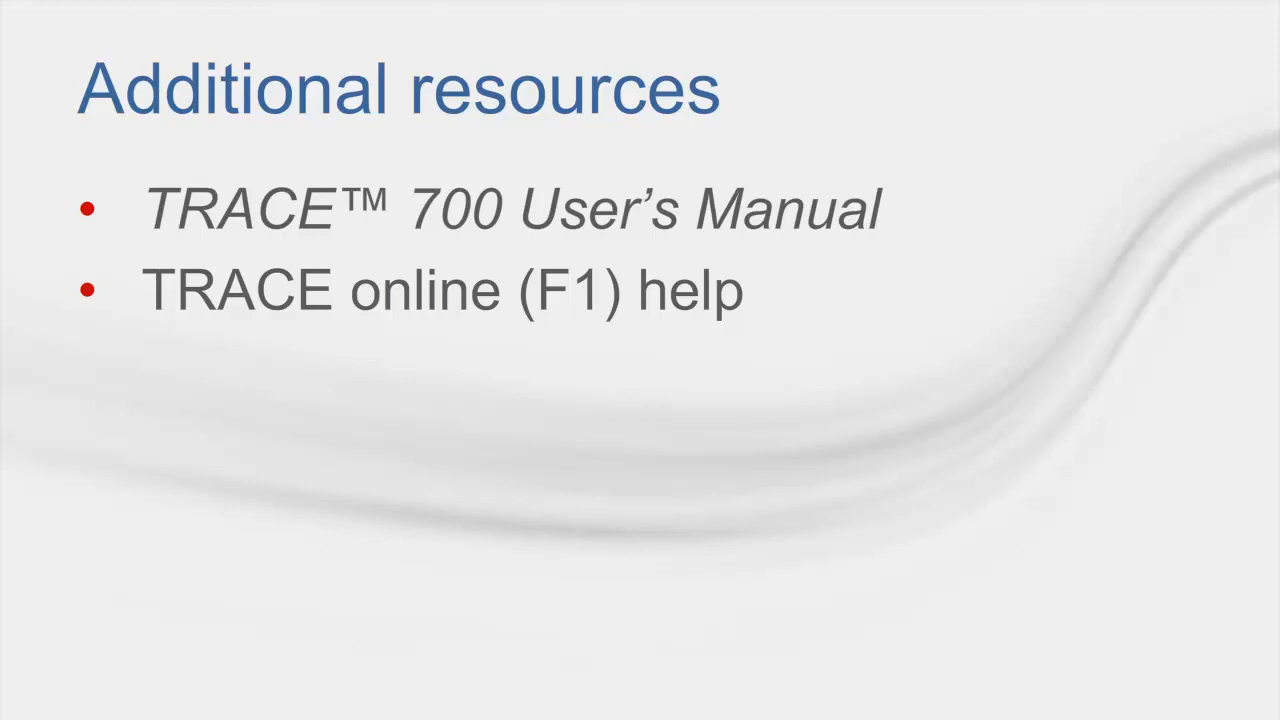 Additional resources
• TRACE™ 700 User’s Manual
• TRACE online (F1) help